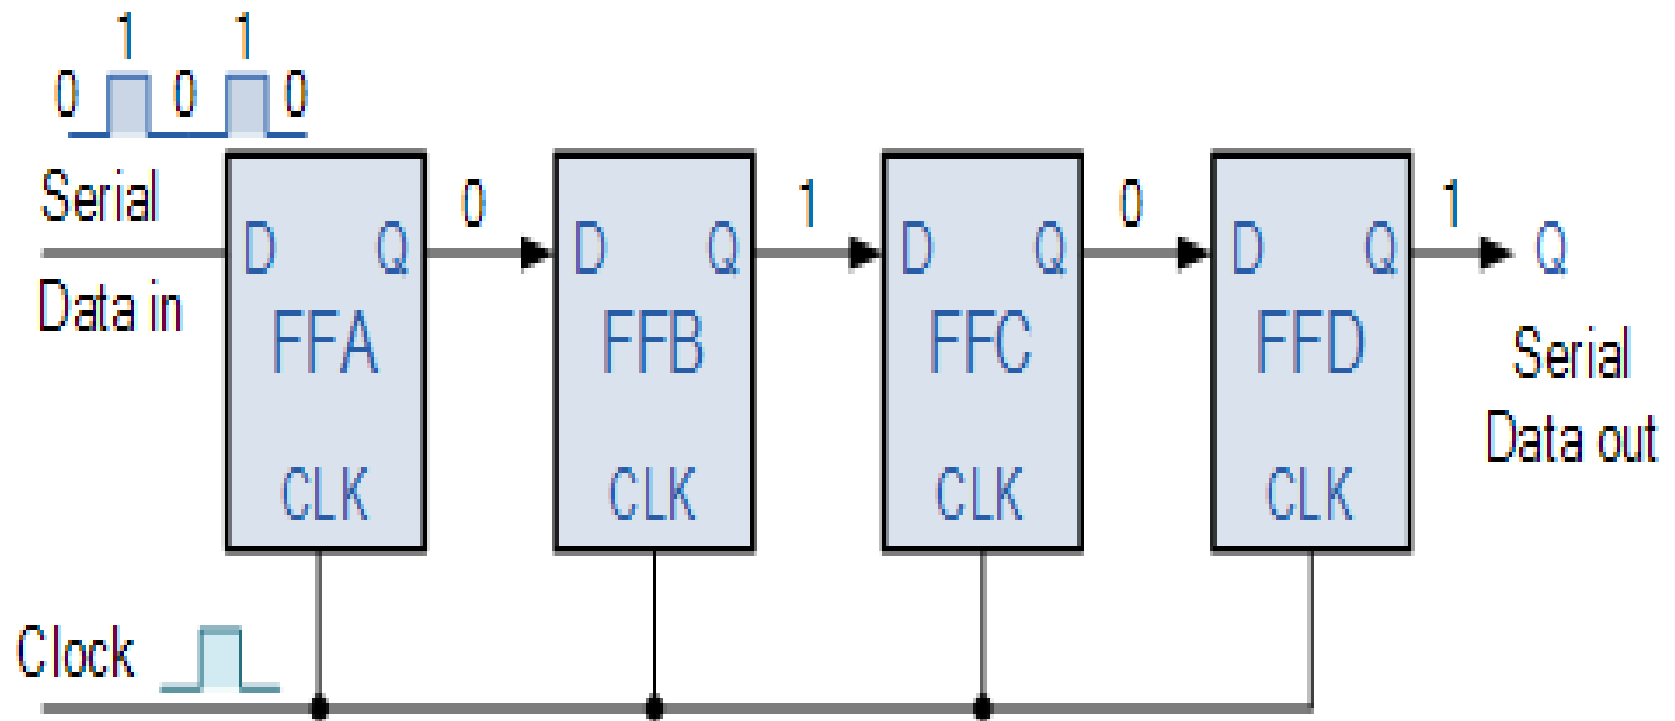 1 1
0 0 0
Serial
Data in
0 1 0 1
D Q D Q D Q D Q Q
FFA FFB FFC FFD
Serial
Data out
CLK CLK CLK CLK
Clock